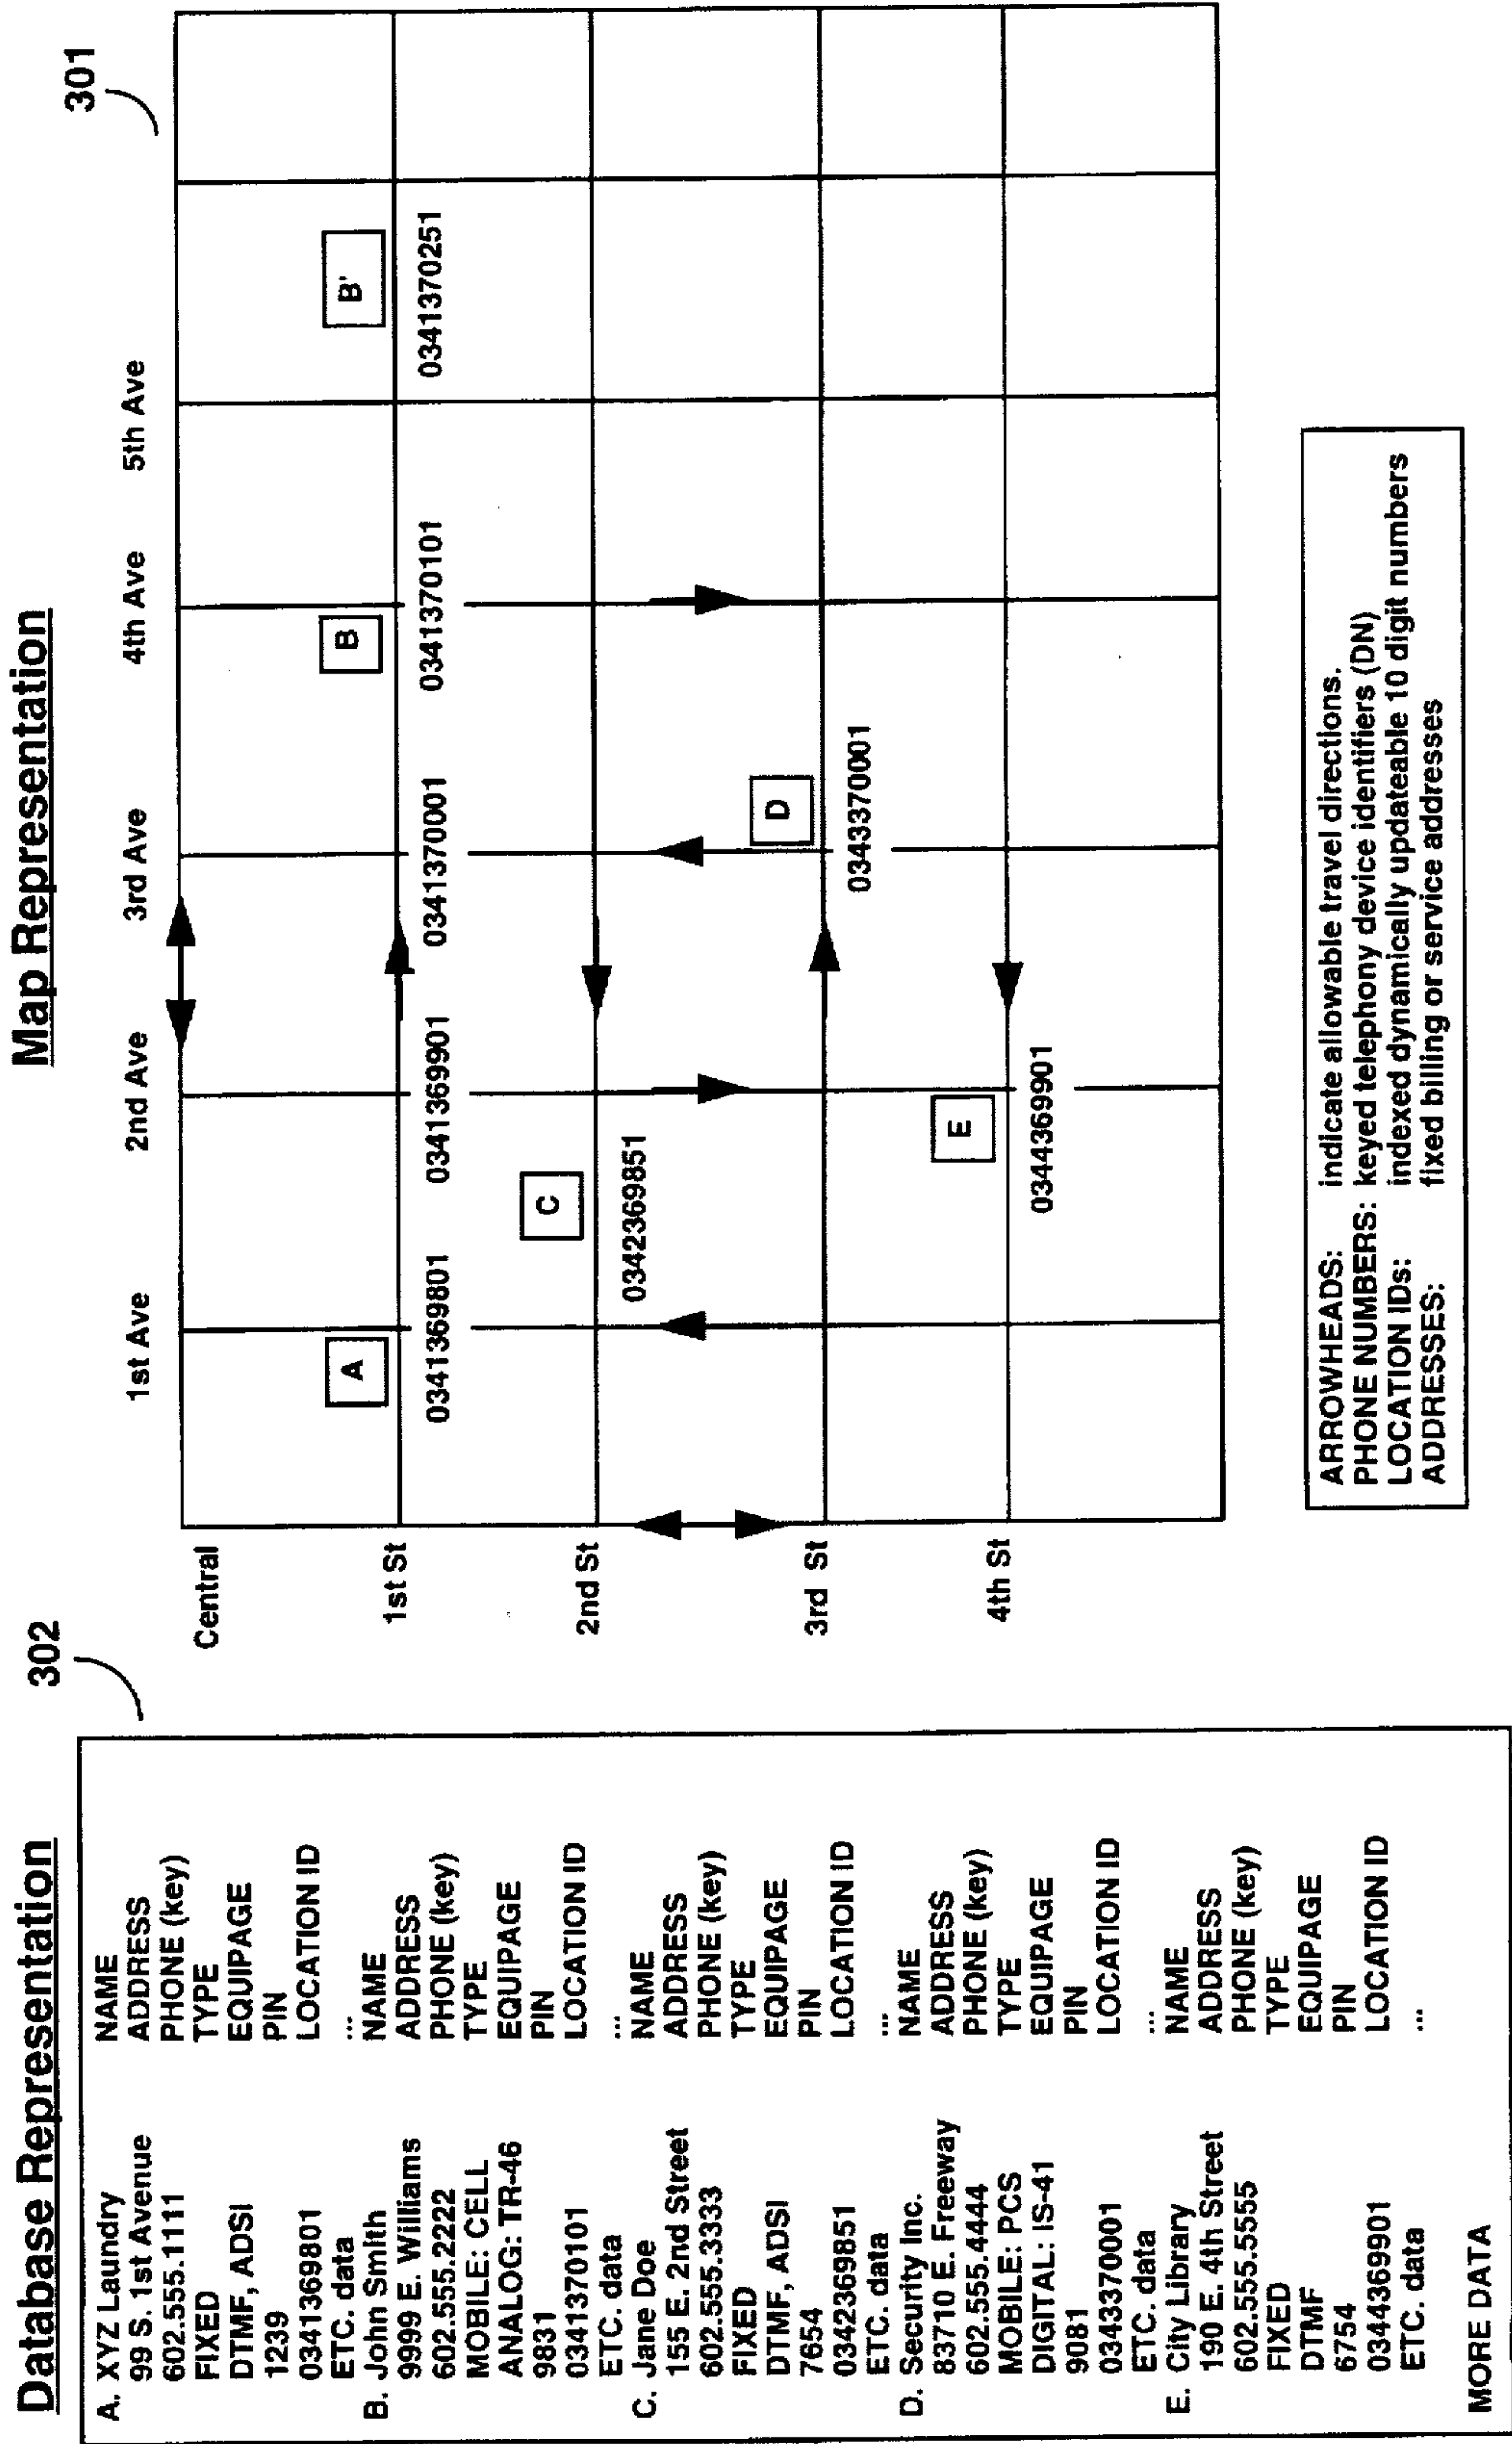 Database Representation
302
A. XYZ Laundry NAME
99 S. 1st Avenue ADDRESS
602.555.1111 PHONE (key)
FIXED TYPE
DTMF, ADSI EQUIPAGE
1239 PIN
0341369801 LOCATION ID
ETC. data ...
B. John Smith NAME
9999 E. Williams ADDRESS
602.555.2222 PHONE (key)
MOBILE: CELL TYPE
ANALOG: TR-46 EQUIPAGE
9831 PIN
0341370101 LOCATION ID
ETC. data ...
C. Jane Doe NAME
155 E. 2nd Street ADDRESS
602.555.3333 PHONE (key)
FIXED TYPE
DTMF, ADSI EQUIPAGE
7654 PIN
0342369851 LOCATION ID
ETC. data ...
D. Security Inc. NAME
83710 E. Freeway ADDRESS
602.555.4444 PHONE (key)
MOBILE: PCS TYPE
DIGITAL: IS-41 EQUIPAGE
9081 PIN
0343370001 LOCATION ID
ETC. data ...
E. City Library NAME
190 E. 4th Street ADDRESS
602.555.5555 PHONE (key)
FIXED TYPE
DTMF EQUIPAGE
6754 PIN
0344369901 LOCATION ID
ETC. data ...
MORE DATA
Map Representation
301
1st Ave 2nd Ave 3rd Ave 4th Ave 5th Ave
Central
A B B'
1st St
0341369801 0341369901 0341370001 0341370101 0341370251
C
2nd St
0342369851
D
3rd St
0343370001
E
4th St
0344369901
ARROWHEADS: indicate allowable travel directions.
PHONE NUMBERS: keyed telephony device identifiers (DN)
LOCATION IDs: indexed dynamically updateable 10 digit numbers
ADDRESSES: fixed billing or service addresses